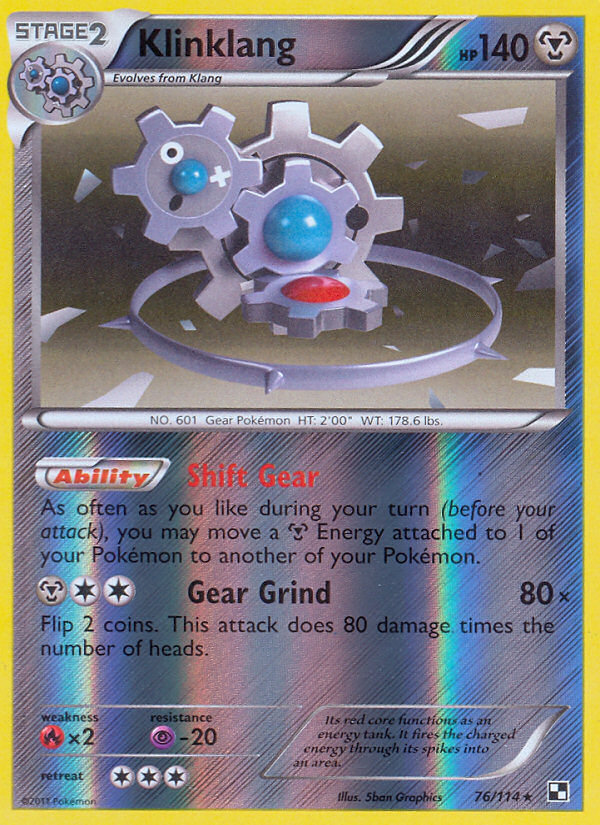 STAGE2 Klinklang HP140
Evolves from Klang
NO. 601 Gear Pokémon HT: 2'00" WT: 178.6 lbs.
Ability Shift Gear
As often as you like during your turn (before your
attack), you may move a Energy attached to 1 of
your Pokémon to another of your Pokémon.
Gear Grind 80×
Flip 2 coins. This attack does 80 damage times the
number of heads.
weakness resistance
×2 -20
retreat
Its red core functions as an
energy tank. It fires the charged
energy through its spikes into
an area.
©2011 Pokémon Illus. 5ban Graphics 76/114★